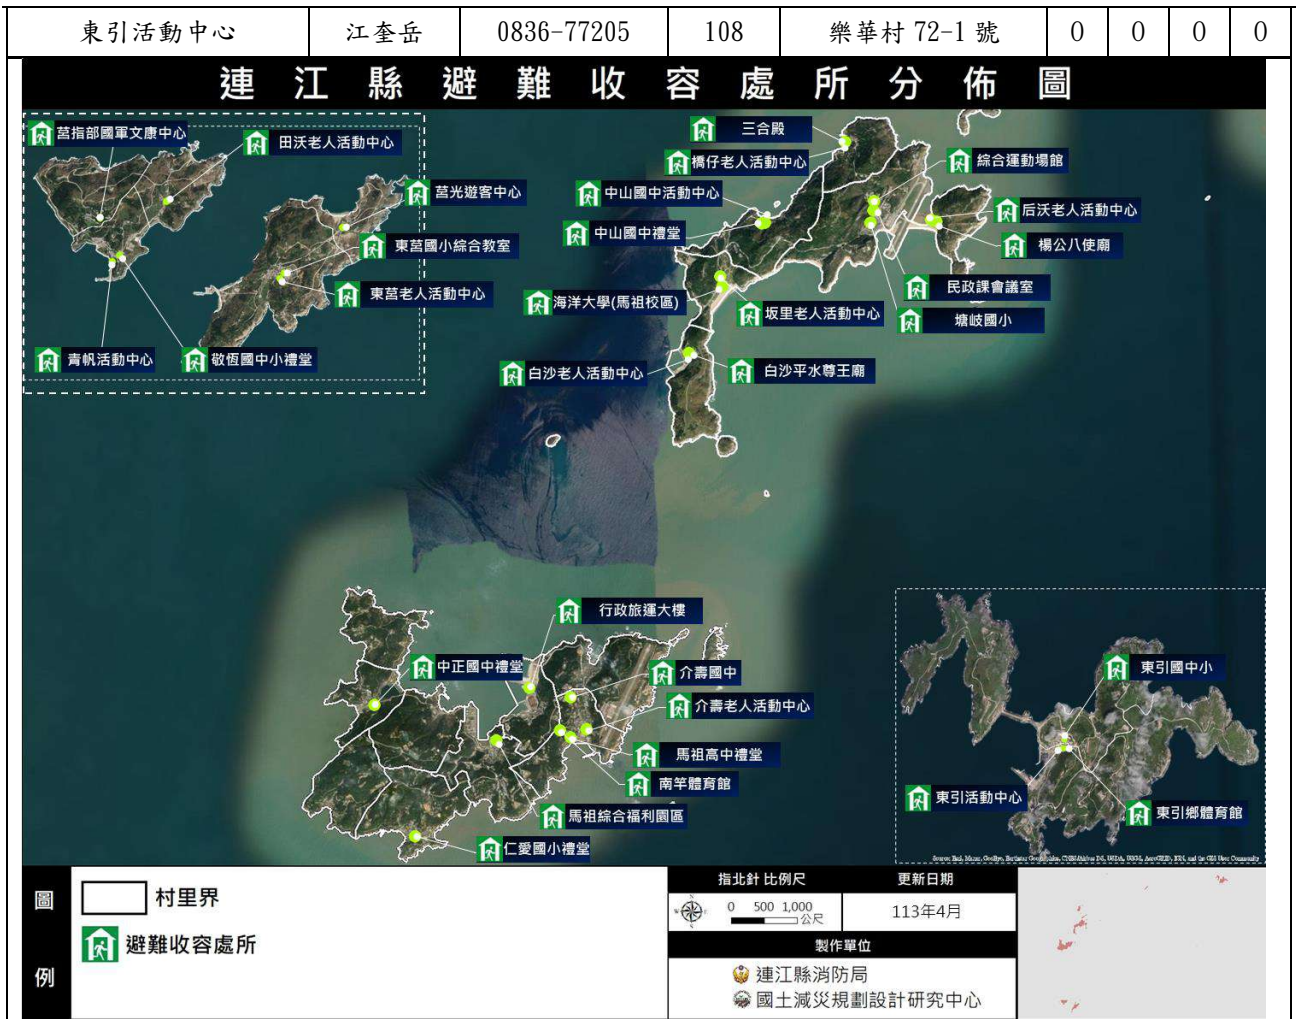 東引活動中心 江奎岳 0836-77205 108 樂華村 72-1 號 0 0 0 0
連江縣避難收容處所分佈圖
莒指部國軍文康中心
田沃老人活動中心
莒光遊客中心
東莒國小綜合教室
東莒老人活動中心
青帆活動中心
敬恆國中小禮堂
三合殿
橋仔老人活動中心
綜合運動場館
中山國中活動中心
中山國中禮堂
后沃老人活動中心
楊公八使廟
海洋大學(馬祖校區)
民政課會議室
坂里老人活動中心
塘岐國小
白沙老人活動中心
白沙平水尊王廟
行政旅運大樓
中正國中禮堂
介壽國中
介壽老人活動中心
馬祖高中禮堂
南竿體育館
馬祖綜合福利園區
仁愛國小禮堂
東引國中小
東引活動中心
東引鄉體育館
圖例
村里界
避難收容處所
指北針 比例尺
更新日期
N
W E
S
0 500 1,000
公尺
113年4月
製作單位
連江縣消防局
國土減災規劃設計研究中心